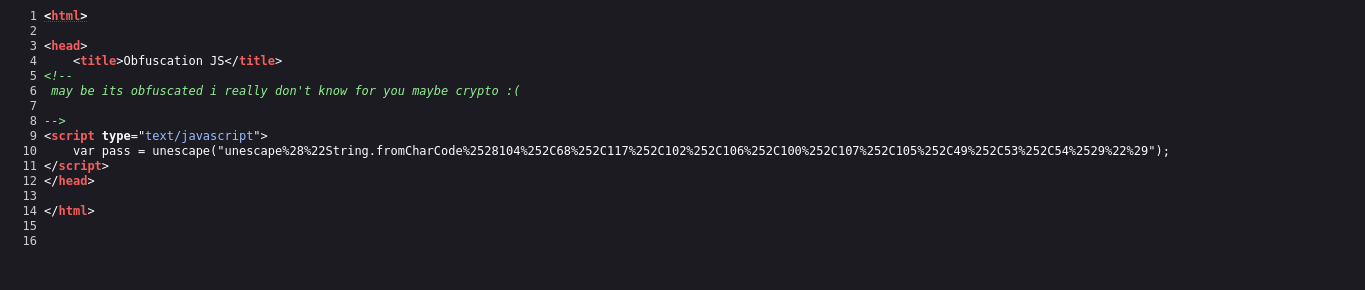 1 <html>
2
3 <head>
4 <title>Obfuscation JS</title>
5 <!--
6 may be its obfuscated i really don't know for you maybe crypto :(
7
8 -->
9 <script type="text/javascript">
10 var pass = unescape("unescape%28%22String.fromCharCode%2528104%252C68%252C117%252C102%252C106%252C100%252C107%252C105%252C49%252C53%252C54%2529%22%29");
11 </script>
12 </head>
13
14 </html>
15
16